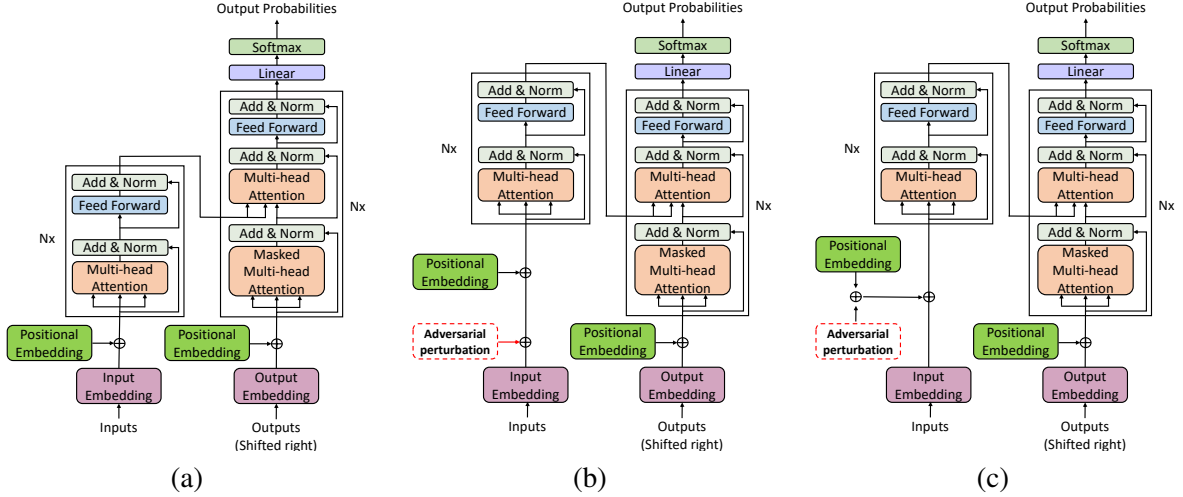 Output Probabilities
Softmax
Linear
Add & Norm
Feed Forward
Add & Norm
Multi-head
Attention
Add & Norm
Masked
Multi-head
Attention
Nx
Add & Norm
Feed Forward
Add & Norm
Multi-head
Attention
Nx
Positional
Embedding
Positional
Embedding
Input
Embedding
Output
Embedding
Inputs
Outputs
(Shifted right)
(a)
Output Probabilities
Softmax
Linear
Add & Norm
Feed Forward
Add & Norm
Multi-head
Attention
Nx
Add & Norm
Feed Forward
Add & Norm
Multi-head
Attention
Add & Norm
Masked
Multi-head
Attention
Nx
Positional
Embedding
Adversarial
perturbation
Positional
Embedding
Input
Embedding
Output
Embedding
Inputs
Outputs
(Shifted right)
(b)
Output Probabilities
Softmax
Linear
Add & Norm
Feed Forward
Add & Norm
Multi-head
Attention
Nx
Add & Norm
Feed Forward
Add & Norm
Multi-head
Attention
Add & Norm
Masked
Multi-head
Attention
Nx
Positional
Embedding
Adversarial
perturbation
Positional
Embedding
Input
Embedding
Output
Embedding
Inputs
Outputs
(Shifted right)
(c)